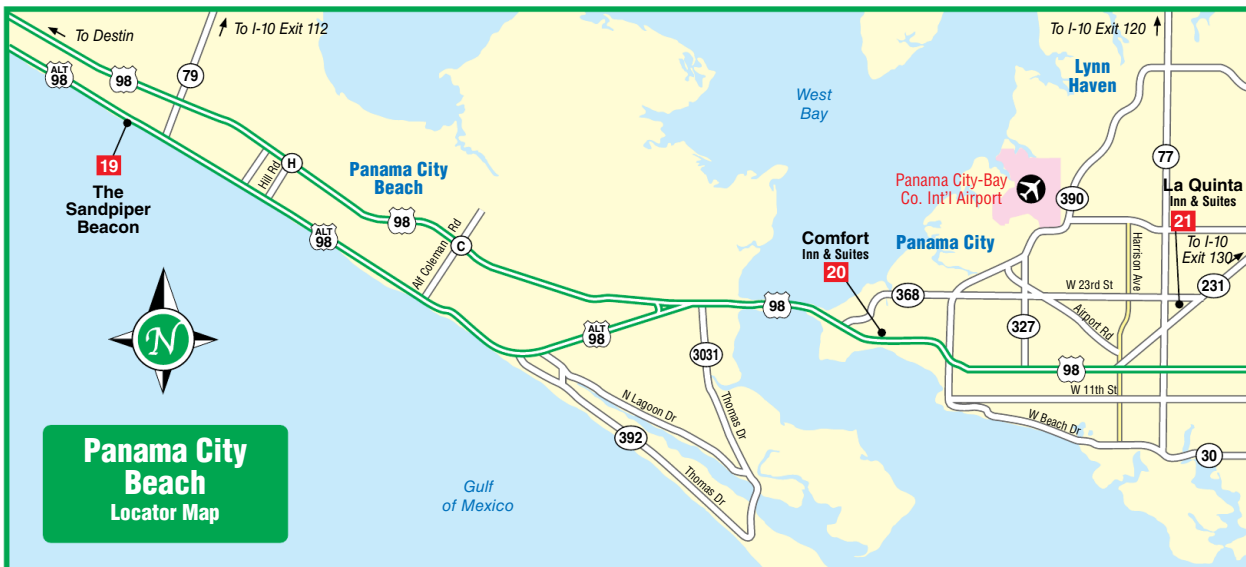 To Destin
To I-10 Exit 112
To I-10 Exit 120
ALT
98
98
79
West
Bay
Lynn
Haven
19
The
Sandpiper
Beacon
Hill Rd
H
Panama City
Beach
77
Panama City-Bay
Co. Int'l Airport
390
La Quinta
Inn & Suites
21
To I-10
Exit 130
ALT
98
98
Alf Coleman Rd
C
Comfort
Inn & Suites
20
Panama City
Harrison Ave
368
W 23rd St
231
N
ALT
98
98
327
Airport Rd
3031
98
W 11th St
N Lagoon Dr
Thomas Dr
392
W Beach Dr
30
Panama City
Beach
Locator Map
Gulf
of Mexico
Thomas Dr